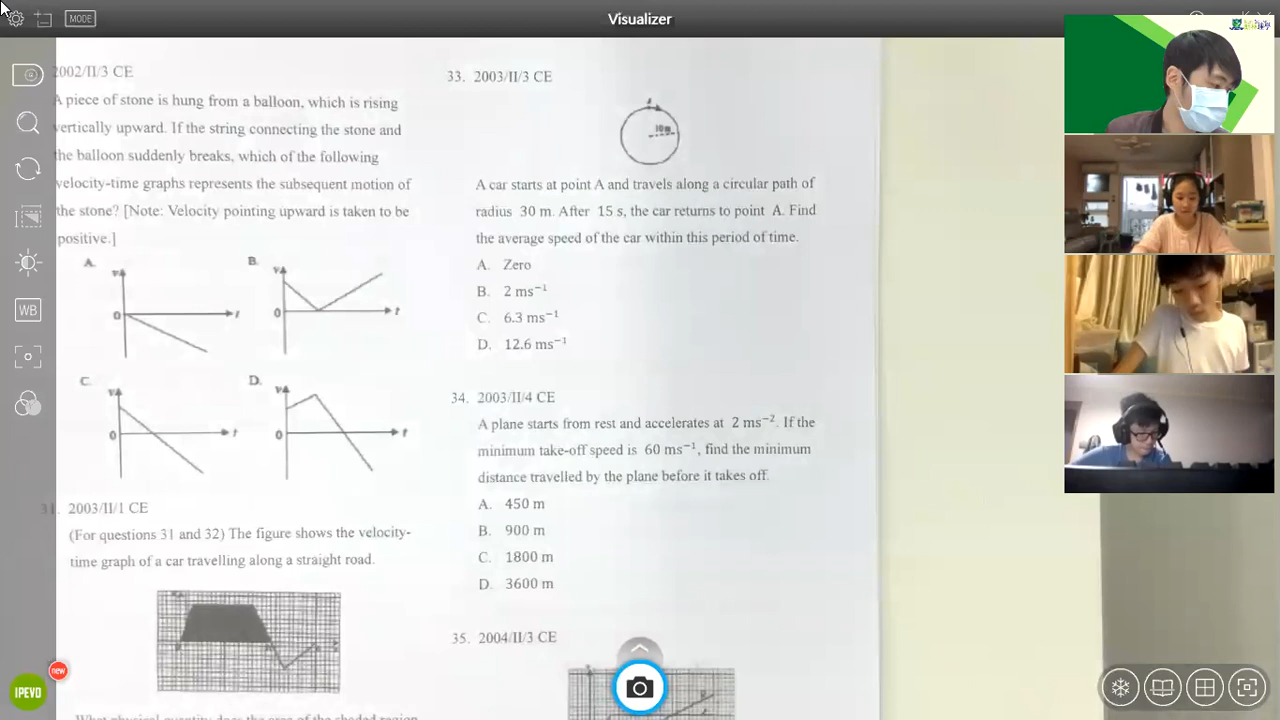 MODE
Visualizer
2002/II/3 CE
A piece of stone is hung from a balloon, which is rising
vertically upward. If the string connecting the stone and
the balloon suddenly breaks, which of the following
velocity-time graphs represents the subsequent motion of
the stone? [Note: Velocity pointing upward is taken to be
positive.]
A.
v
0
t
B.
v
0
t
C.
v
0
t
D.
v
0
t
31. 2003/II/1 CE
(For questions 31 and 32) The figure shows the velocity-
time graph of a car travelling along a straight road.
33. 2003/II/3 CE
A
30m
A car starts at point A and travels along a circular path of
radius 30 m. After 15 s, the car returns to point A. Find
the average speed of the car within this period of time.
A. Zero
B. 2 ms⁻¹
C. 6.3 ms⁻¹
D. 12.6 ms⁻¹
34. 2003/II/4 CE
A plane starts from rest and accelerates at 2 ms⁻². If the
minimum take-off speed is 60 ms⁻¹, find the minimum
distance travelled by the plane before it takes off.
A. 450 m
B. 900 m
C. 1800 m
D. 3600 m
35. 2004/II/3 CE
WB
new
IPEVO